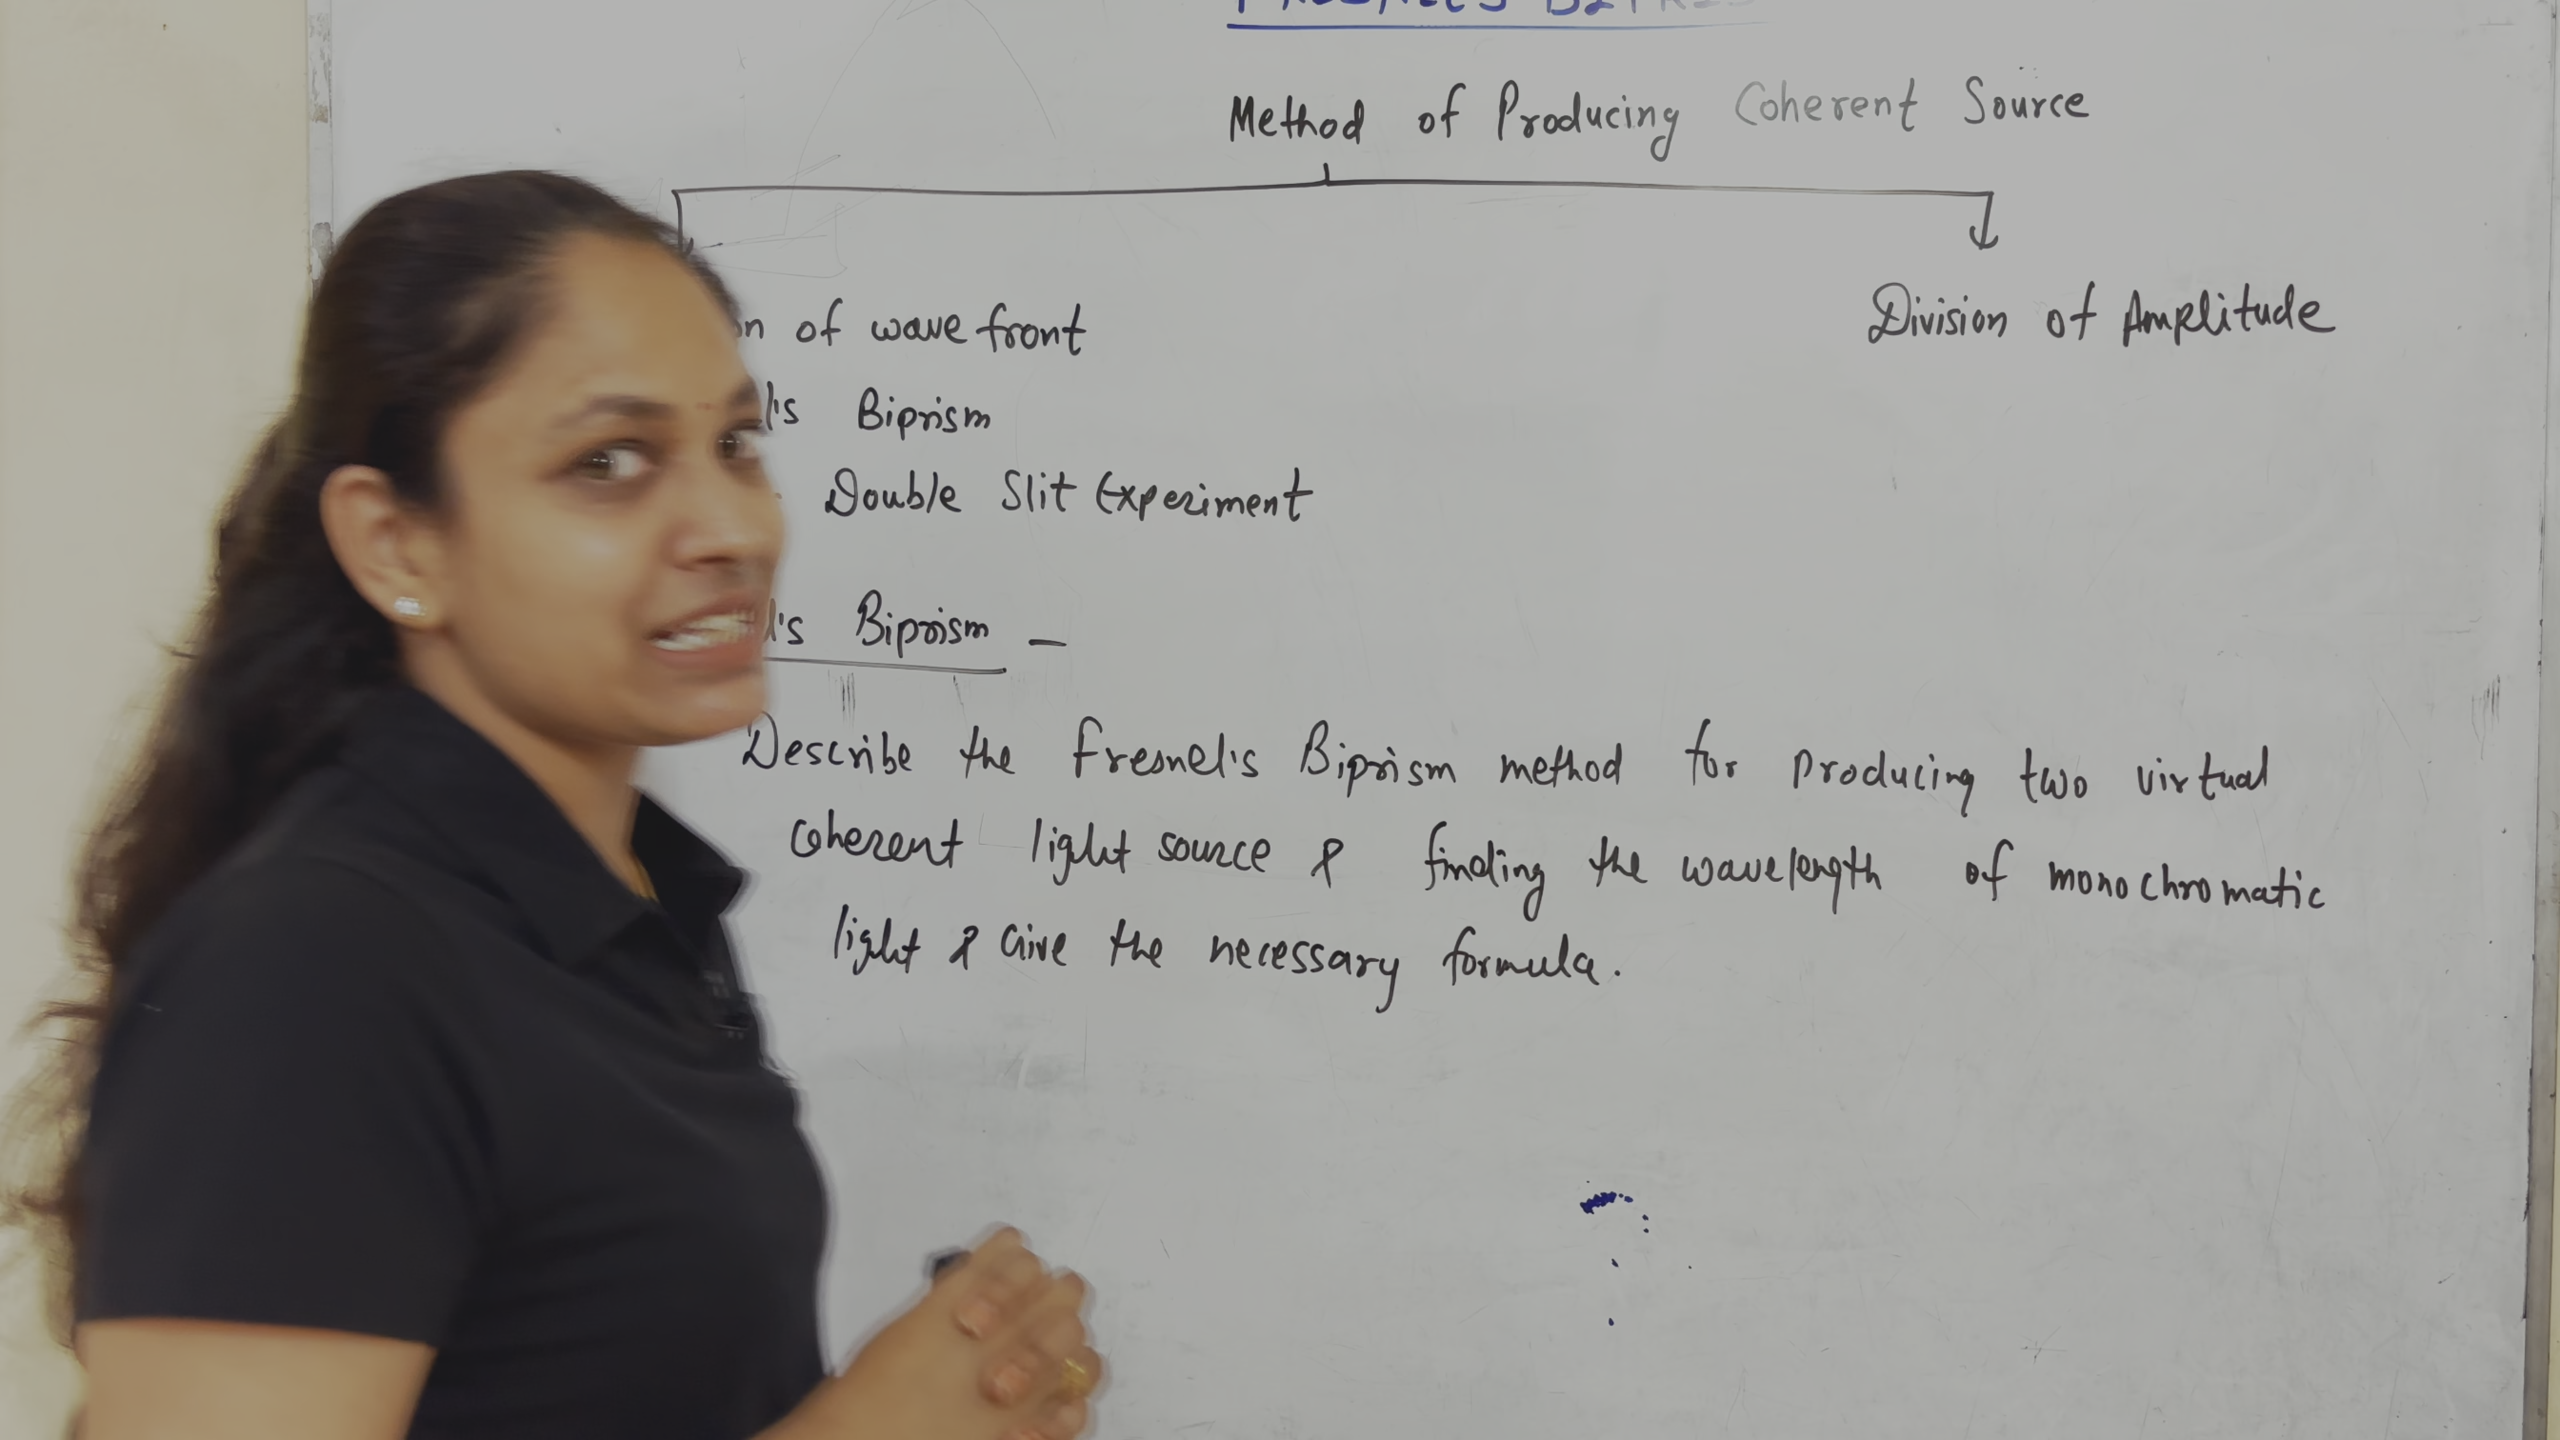 Method of Producing Coherent Source
of wave front
Division of Amplitude
Biprism
Double Slit Experiment
Biprism —
Describe the Fresnel's Biprism method for producing two virtual
coherent light source & finding the wavelength of monochromatic
light & Give the necessary formula.